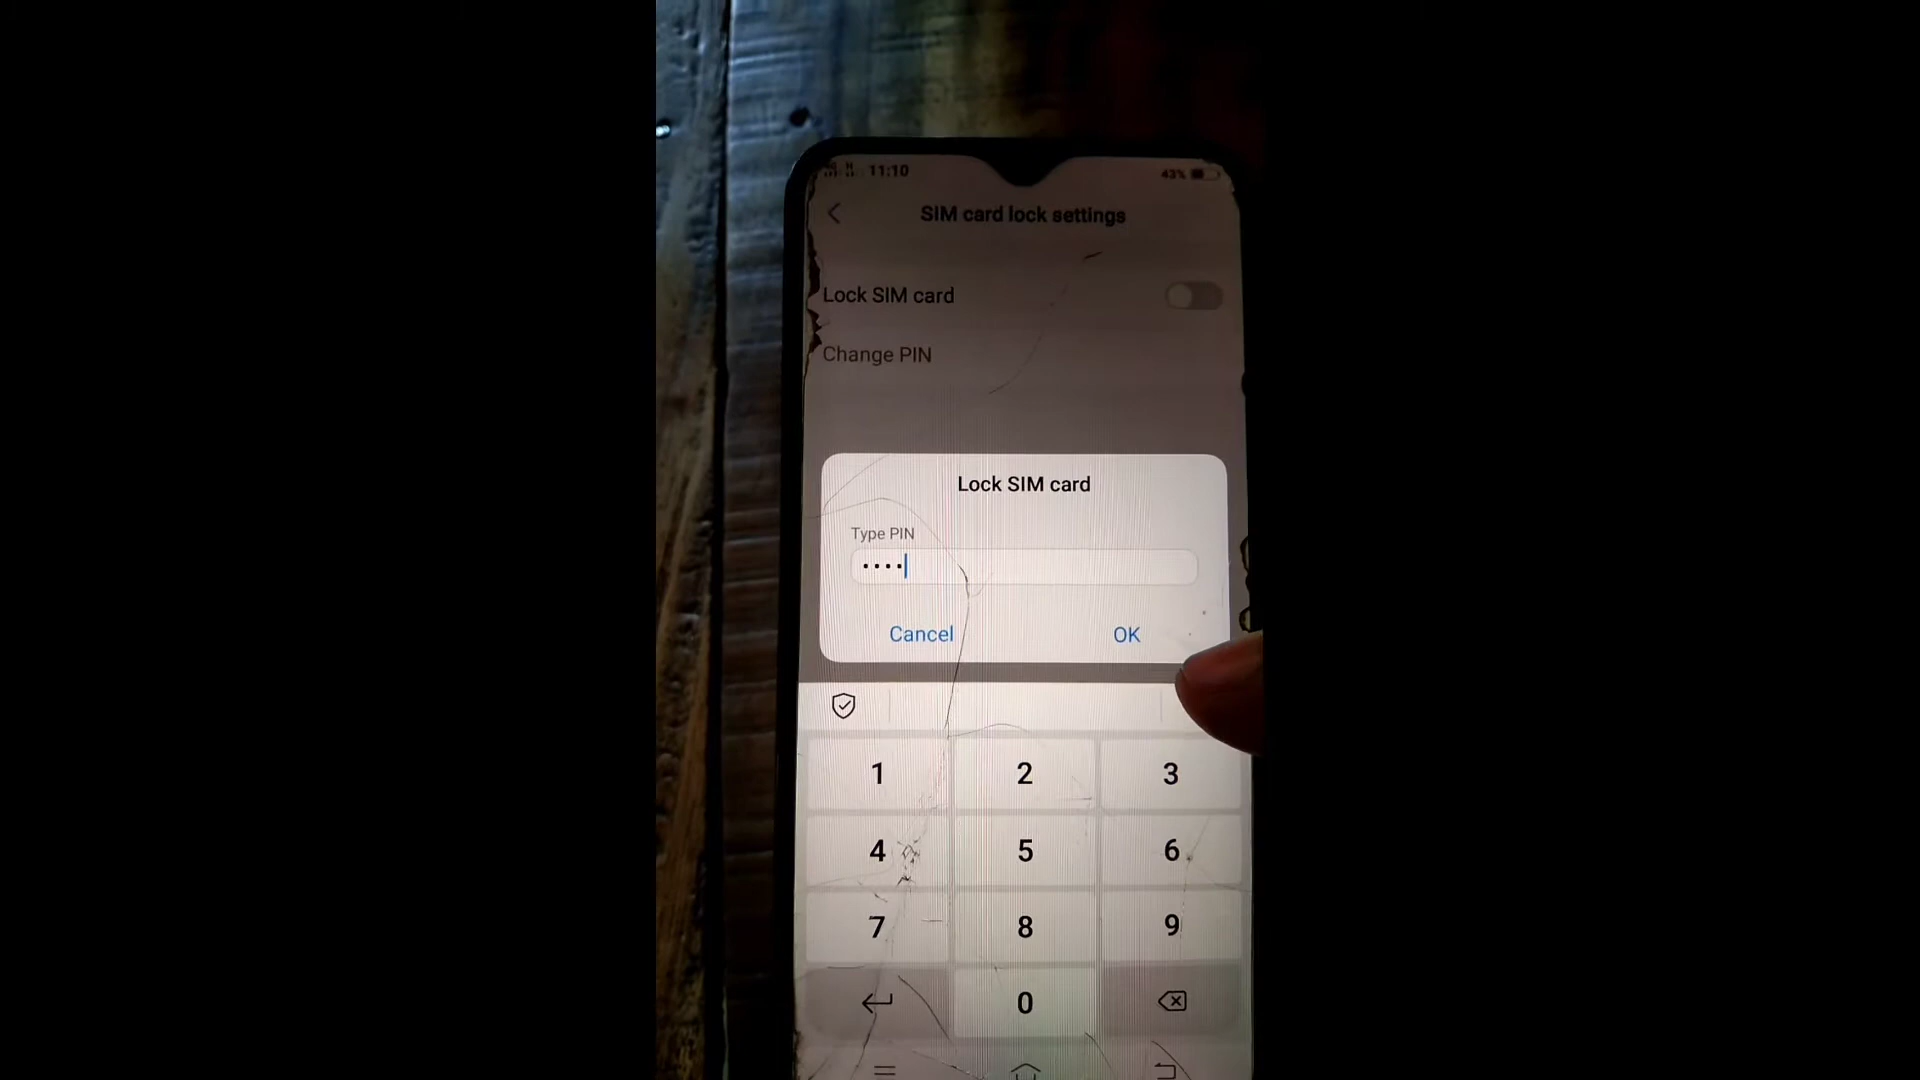 11:10 43%
SIM card lock settings
Lock SIM card
Change PIN
Lock SIM card
Type PIN
••••
Cancel OK
1 2 3
4 5 6
7 8 9
0